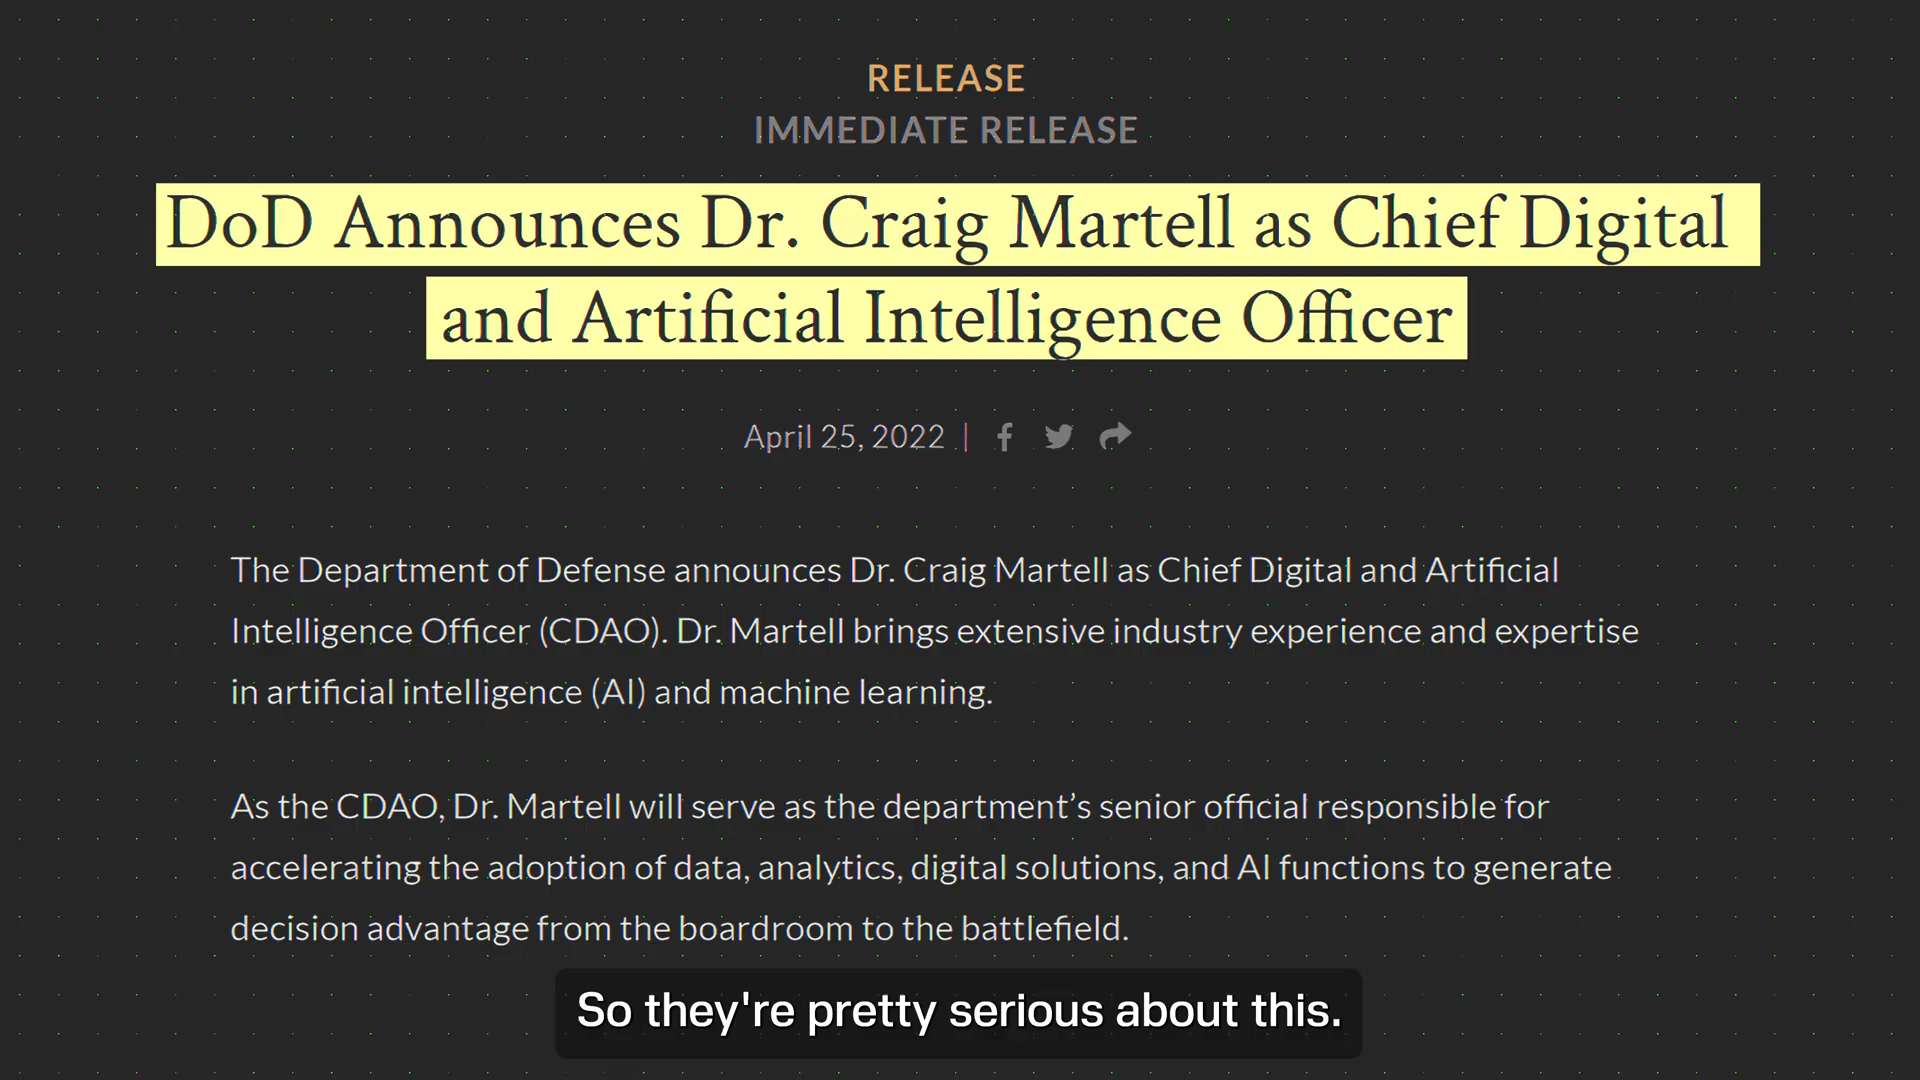 RELEASE
IMMEDIATE RELEASE
DoD Announces Dr. Craig Martell as Chief Digital
and Artificial Intelligence Officer
April 25, 2022 |
The Department of Defense announces Dr. Craig Martell as Chief Digital and Artificial
Intelligence Officer (CDAO). Dr. Martell brings extensive industry experience and expertise
in artificial intelligence (AI) and machine learning.
As the CDAO, Dr. Martell will serve as the department’s senior official responsible for
accelerating the adoption of data, analytics, digital solutions, and AI functions to generate
decision advantage from the boardroom to the battlefield.
So they're pretty serious about this.